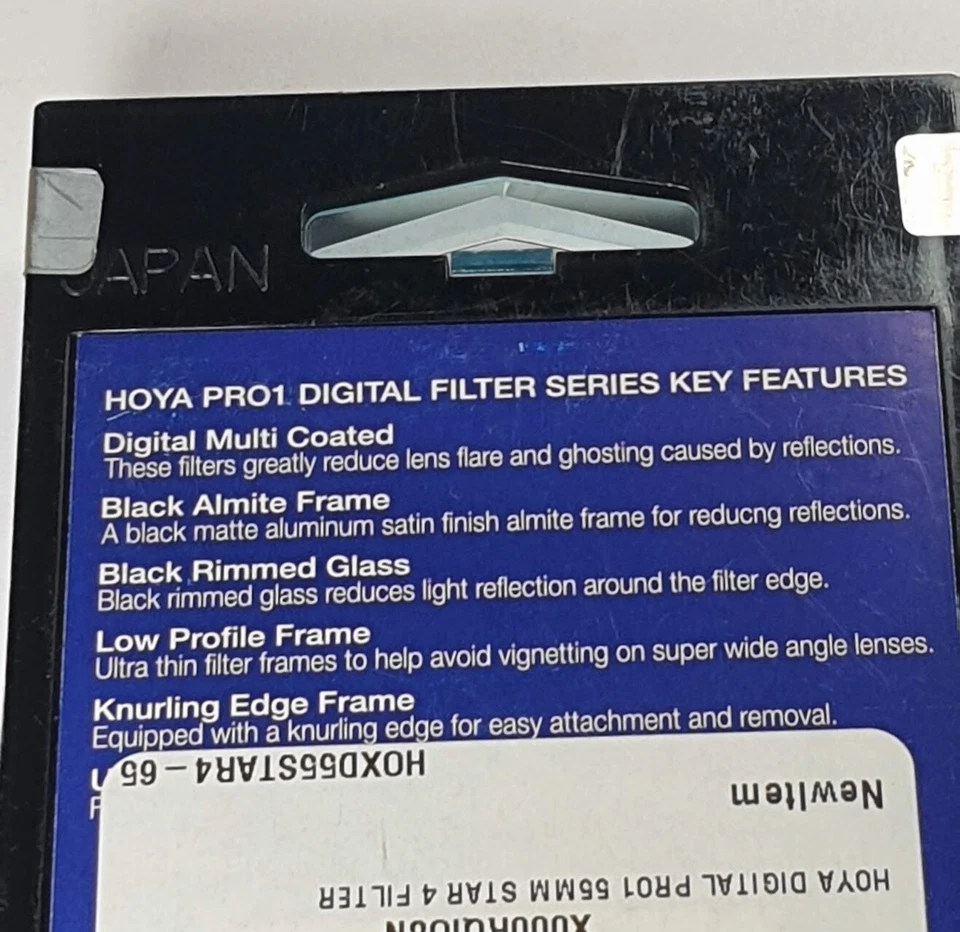 JAPAN
HOYA PRO1 DIGITAL FILTER SERIES KEY FEATURES
Digital Multi Coated
These filters greatly reduce lens flare and ghosting caused by reflections.
Black Almite Frame
A black matte aluminum satin finish almite frame for reducng reflections.
Black Rimmed Glass
Black rimmed glass reduces light reflection around the filter edge.
Low Profile Frame
Ultra thin filter frames to help avoid vignetting on super wide angle lenses.
Knurling Edge Frame
Equipped with a knurling edge for easy attachment and removal.
HOXD55STAR4-65
NewItem
HOYA DIGITAL PRO1 55MM STAR 4 FILTER